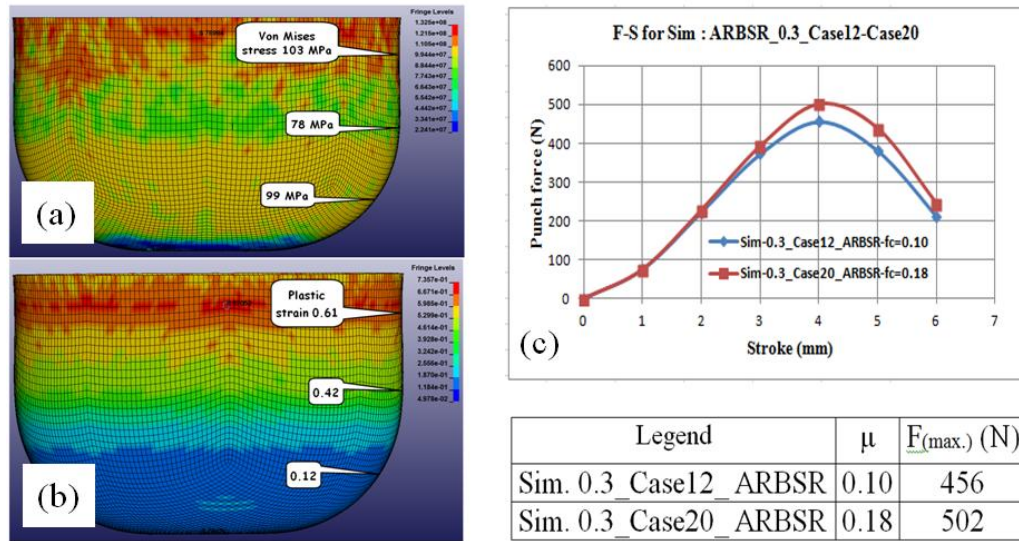 Von Mises
stress 103 MPa
78 MPa
99 MPa
(a)
Fringe Levels
1.326e+08
1.216e+08
1.105e+08
9.944e+07
8.844e+07
7.743e+07
6.643e+07
5.542e+07
4.442e+07
3.341e+07
2.241e+07
Plastic
strain 0.61
0.42
0.12
(b)
Fringe Levels
7.357e-01
6.671e-01
5.985e-01
5.299e-01
4.614e-01
3.928e-01
3.242e-01
2.556e-01
1.870e-01
1.184e-01
4.978e-02
F-S for Sim : ARBSR_0.3_Case12-Case20
Punch force (N)
600
500
400
300
200
100
0
Sim-0.3_Case12_ARBSR-fc=0.10
Sim-0.3_Case20_ARBSR-fc=0.18
0 1 2 3 4 5 6 7
Stroke (mm)
(c)
Legend μ F(max.) (N)
Sim. 0.3_Case12_ ARBSR 0.10 456
Sim. 0.3_Case20_ ARBSR 0.18 502